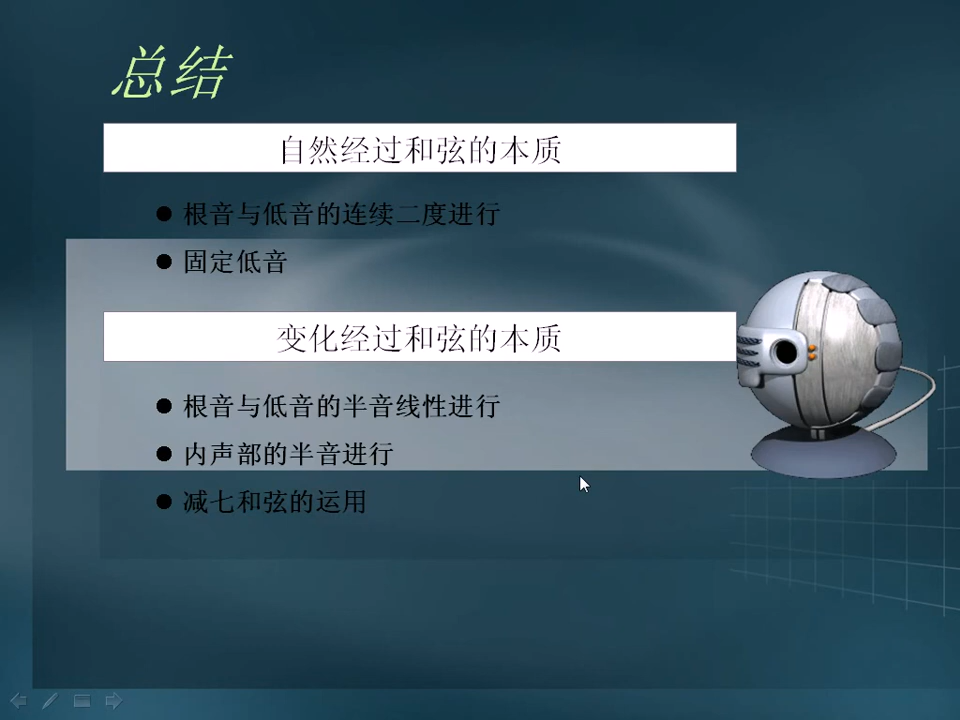 总结
自然经过和弦的本质
● 根音与低音的连续二度进行
● 固定低音
变化经过和弦的本质
● 根音与低音的半音线性进行
● 内声部的半音进行
● 减七和弦的运用